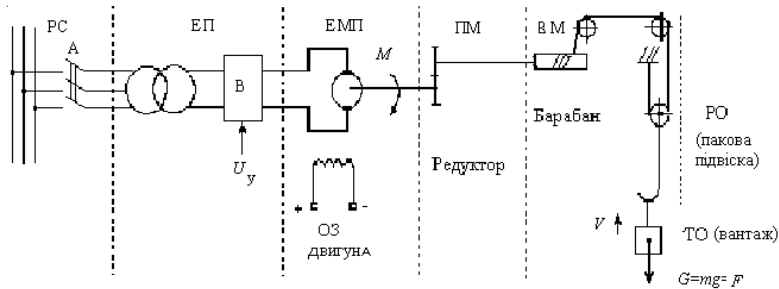 РС
ЕП
ЕМП
ПМ
ВМ
А
М
В
U у
Барабан
РО
(пакова
підвіска)
Редуктор
+ -
ОЗ
двигуна
V
ТО (вантаж)
G=mg= F